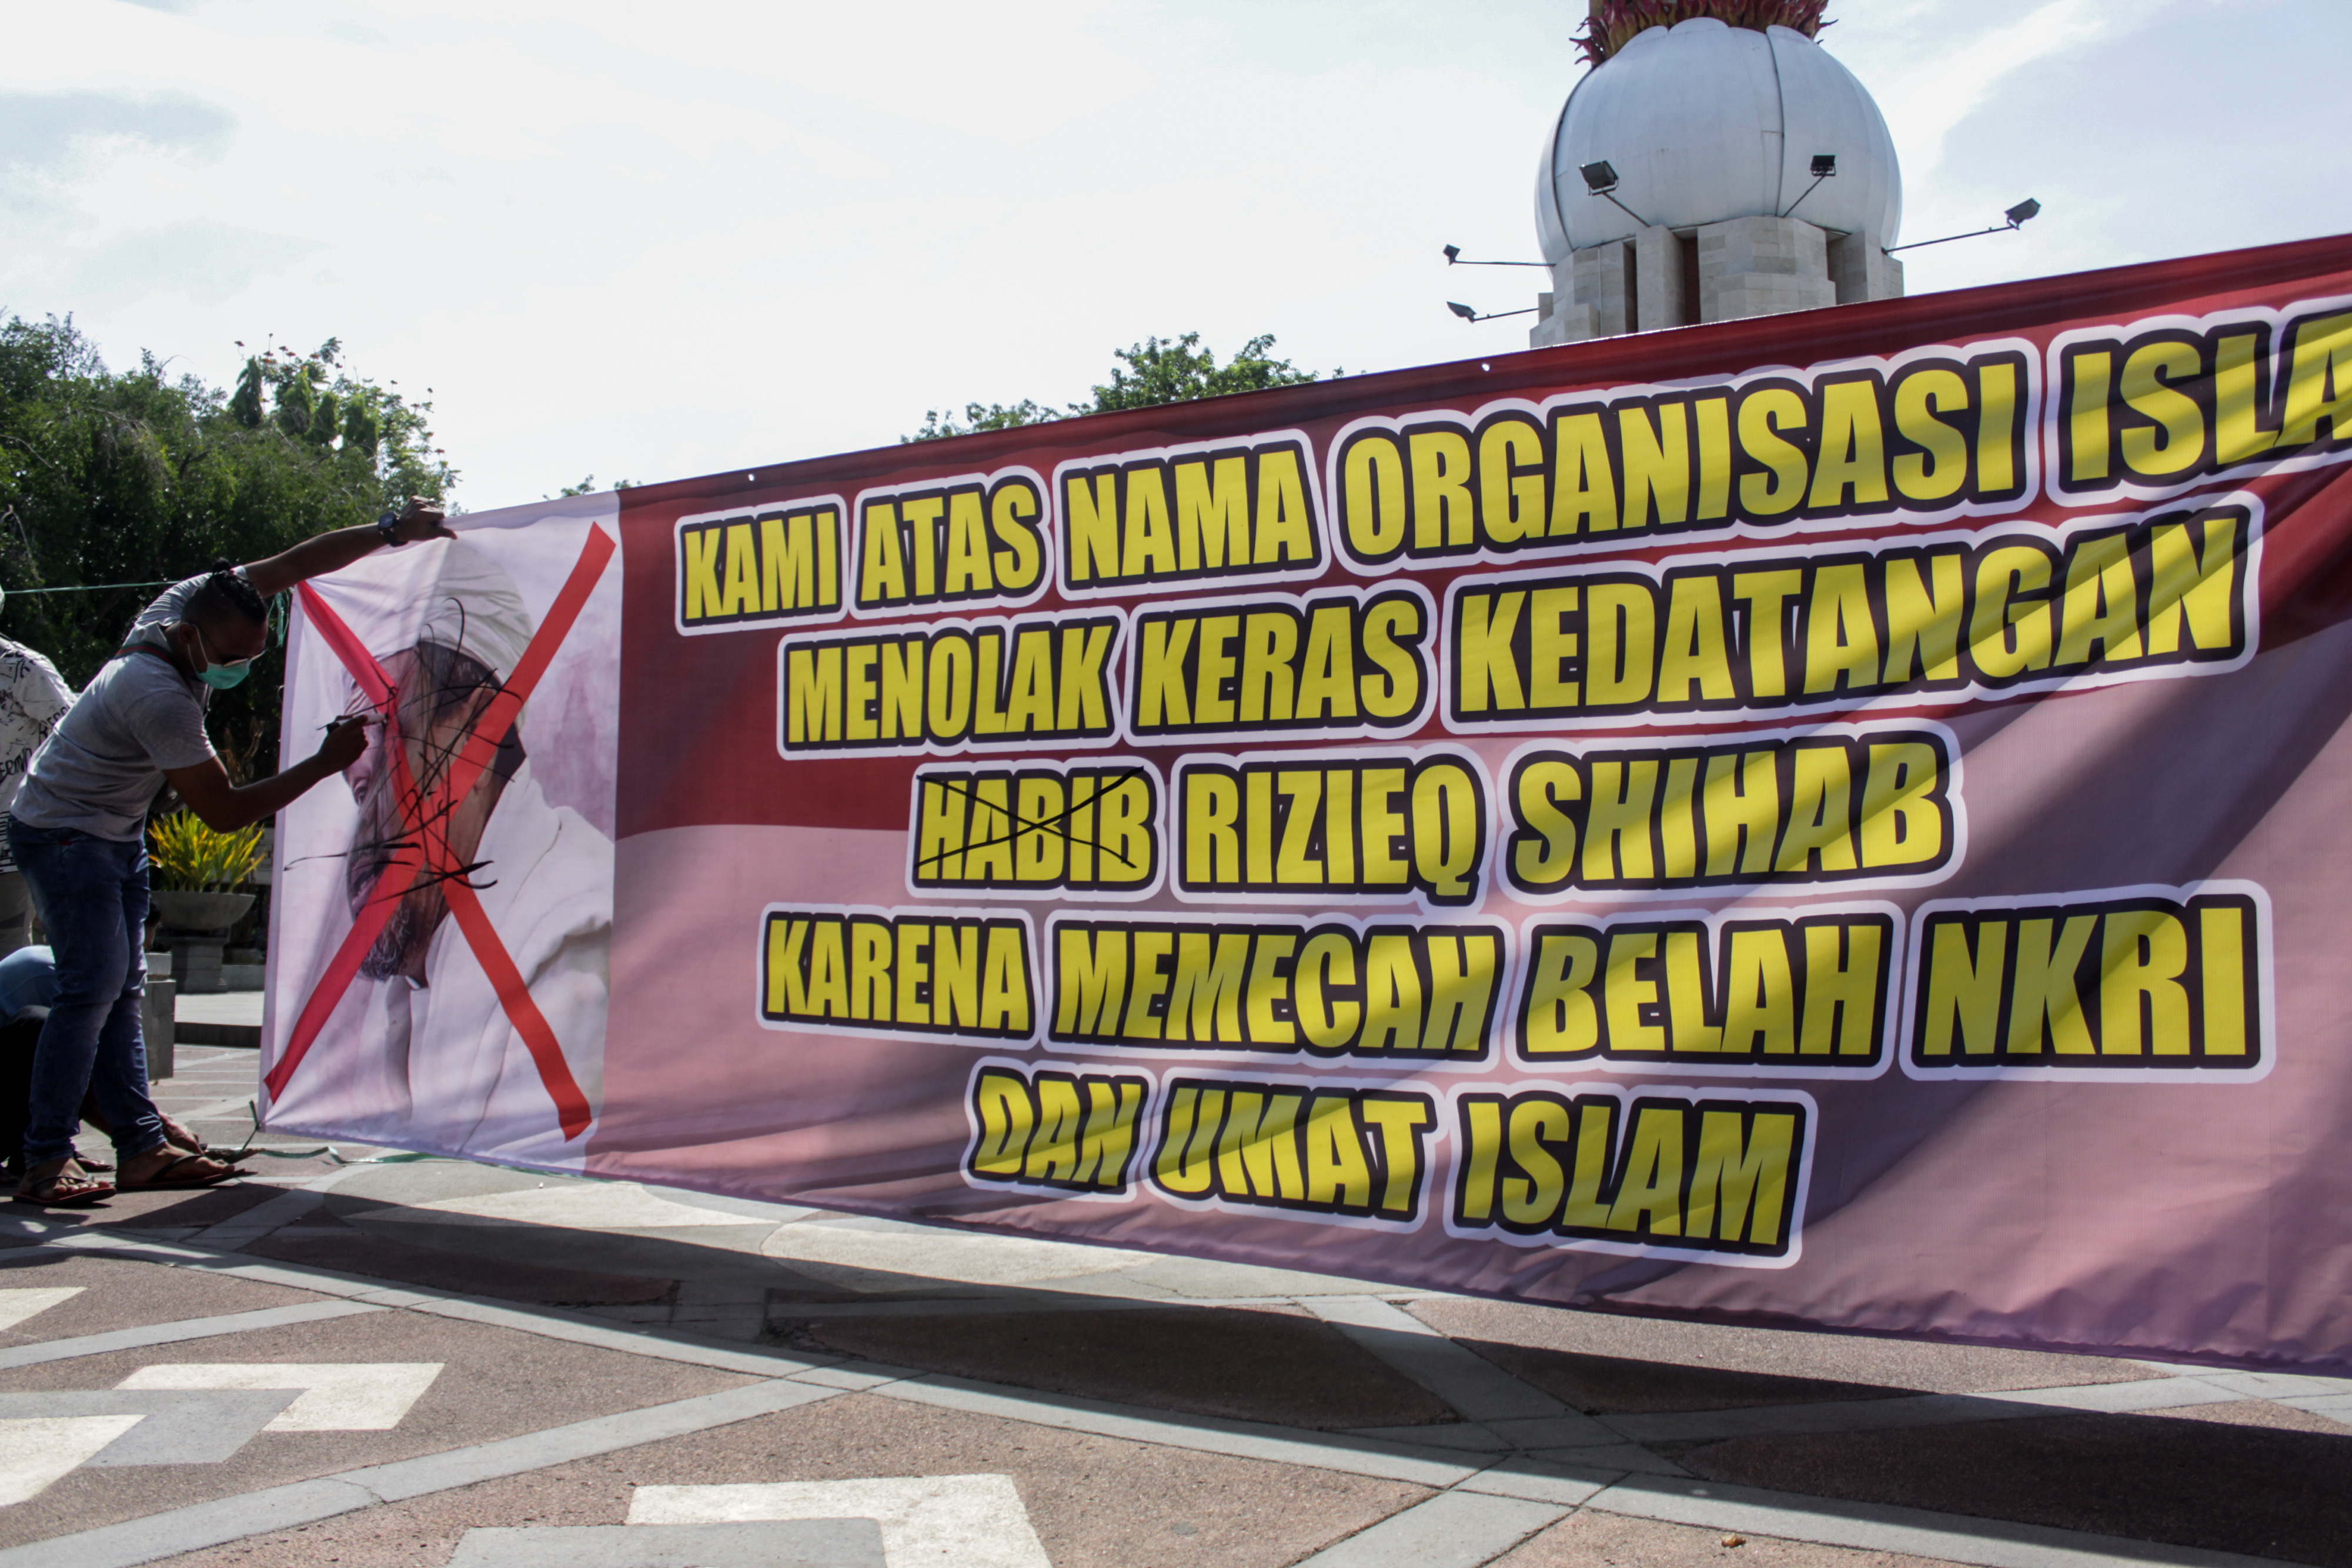 KAMI ATAS NAMA ORGANISASI ISLA
MENOLAK KERAS KEDATANGAN
HABIB RIZIEQ SHIHAB
KARENA MEMECAH BELAH NKRI
DAN UMAT ISLAM